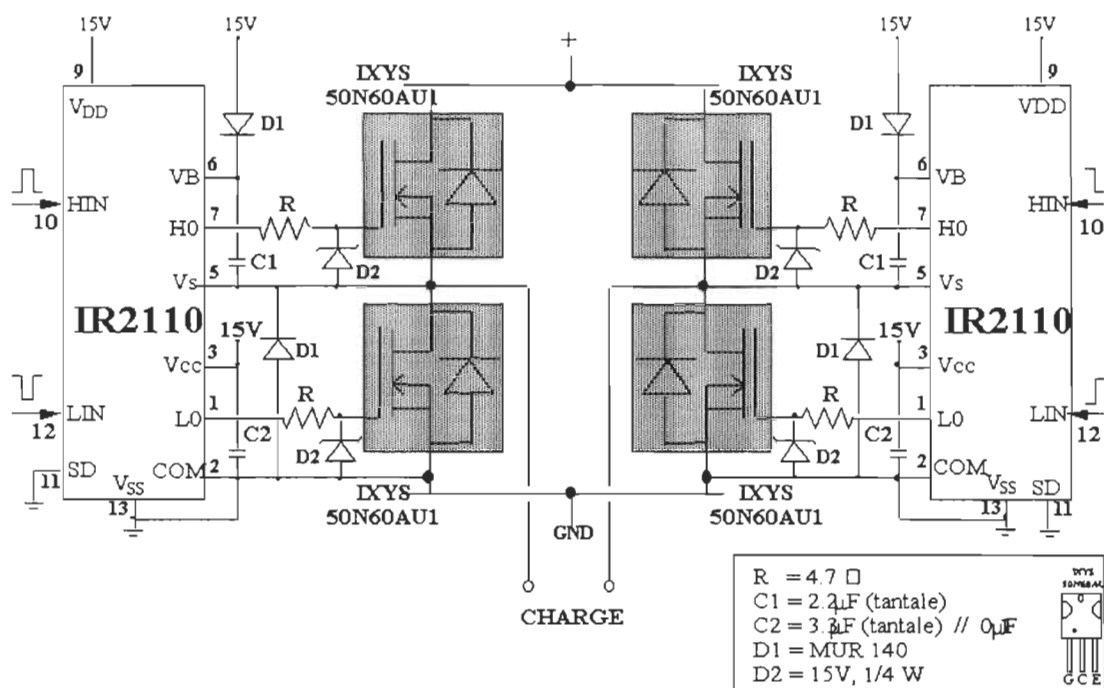 15V 15V 15V 15V
+
9 IXYS IXYS 9
50N60AU1 50N60AU1
VDD VDD
D1 D1
6 6
VB VB
HIN R R HIN
10 7 7 10
H0 H0
D2 D2
C1 C1
5 5
Vs Vs
IR2110 15V 15V IR2110
D1 D1
3 3
Vcc Vcc
R R
LIN 1 1 LIN
12 L0 L0 12
C2 C2
D2 D2
SD COM 2 2 COM
11 VSS VSS SD
13 IXYS IXYS 13 11
50N60AU1 50N60AU1
GND
CHARGE
R = 4.7 □
C1 = 2.2µF (tantale)
C2 = 3.3µF (tantale) // 0µF
D1 = MUR 140
D2 = 15V, 1/4 W
IXYS
G C E